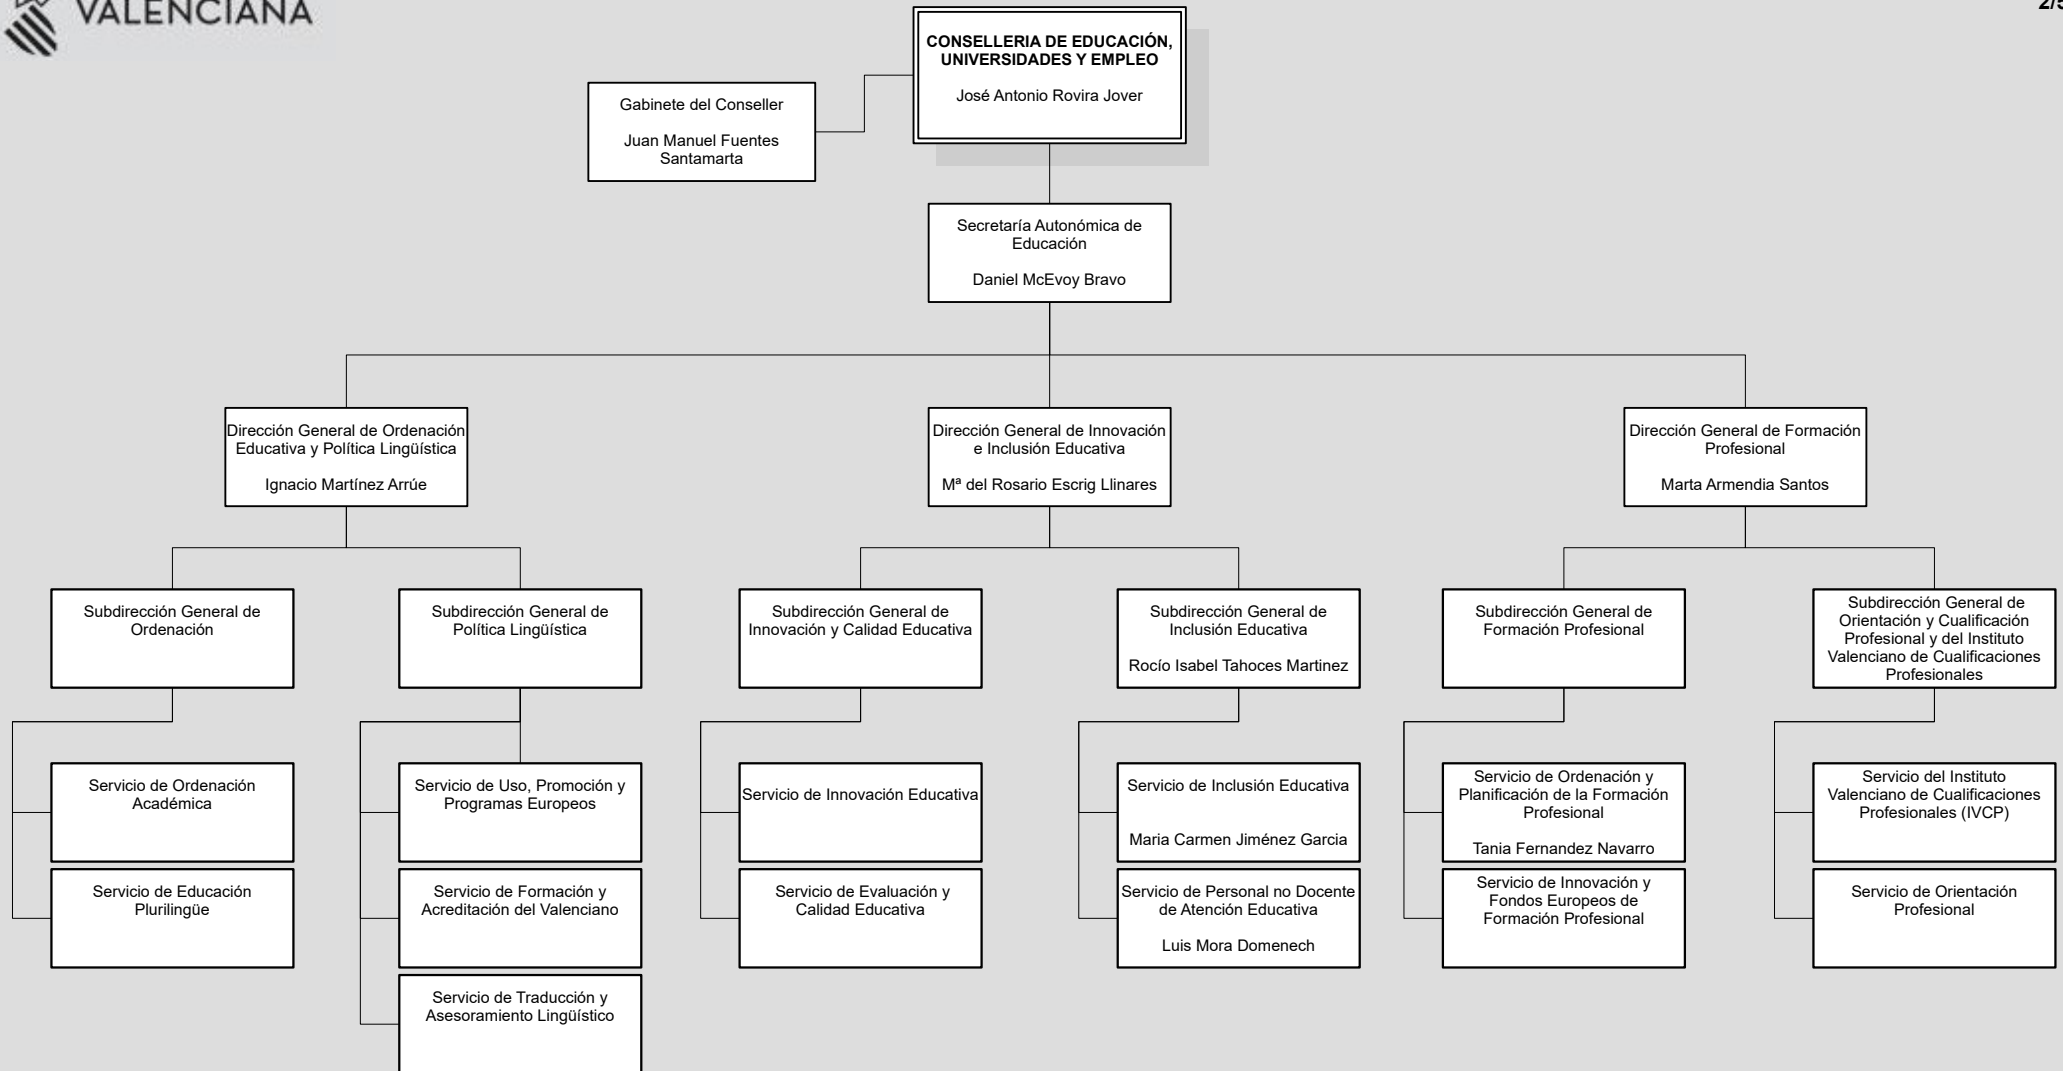 VALENCIANA
2/5
CONSELLERIA DE EDUCACIÓN,
UNIVERSIDADES Y EMPLEO
José Antonio Rovira Jover
Gabinete del Conseller
Juan Manuel Fuentes
Santamarta
Secretaría Autonómica de
Educación
Daniel McEvoy Bravo
Dirección General de Ordenación
Educativa y Política Lingüística
Ignacio Martínez Arrúe
Dirección General de Innovación
e Inclusión Educativa
Mª del Rosario Escrig Llinares
Dirección General de Formación
Profesional
Marta Armendia Santos
Subdirección General de
Ordenación
Subdirección General de
Política Lingüística
Subdirección General de
Innovación y Calidad Educativa
Subdirección General de
Inclusión Educativa
Rocío Isabel Tahoces Martinez
Subdirección General de
Formación Profesional
Subdirección General de
Orientación y Cualificación
Profesional y del Instituto
Valenciano de Cualificaciones
Profesionales
Servicio de Ordenación
Académica
Servicio de Uso, Promoción y
Programas Europeos
Servicio de Innovación Educativa
Servicio de Inclusión Educativa
Maria Carmen Jiménez Garcia
Servicio de Ordenación y
Planificación de la Formación
Profesional
Tania Fernandez Navarro
Servicio del Instituto
Valenciano de Cualificaciones
Profesionales (IVCP)
Servicio de Educación
Plurilingüe
Servicio de Formación y
Acreditación del Valenciano
Servicio de Evaluación y
Calidad Educativa
Servicio de Personal no Docente
de Atención Educativa
Luis Mora Domenech
Servicio de Innovación y
Fondos Europeos de
Formación Profesional
Servicio de Orientación
Profesional
Servicio de Traducción y
Asesoramiento Lingüístico